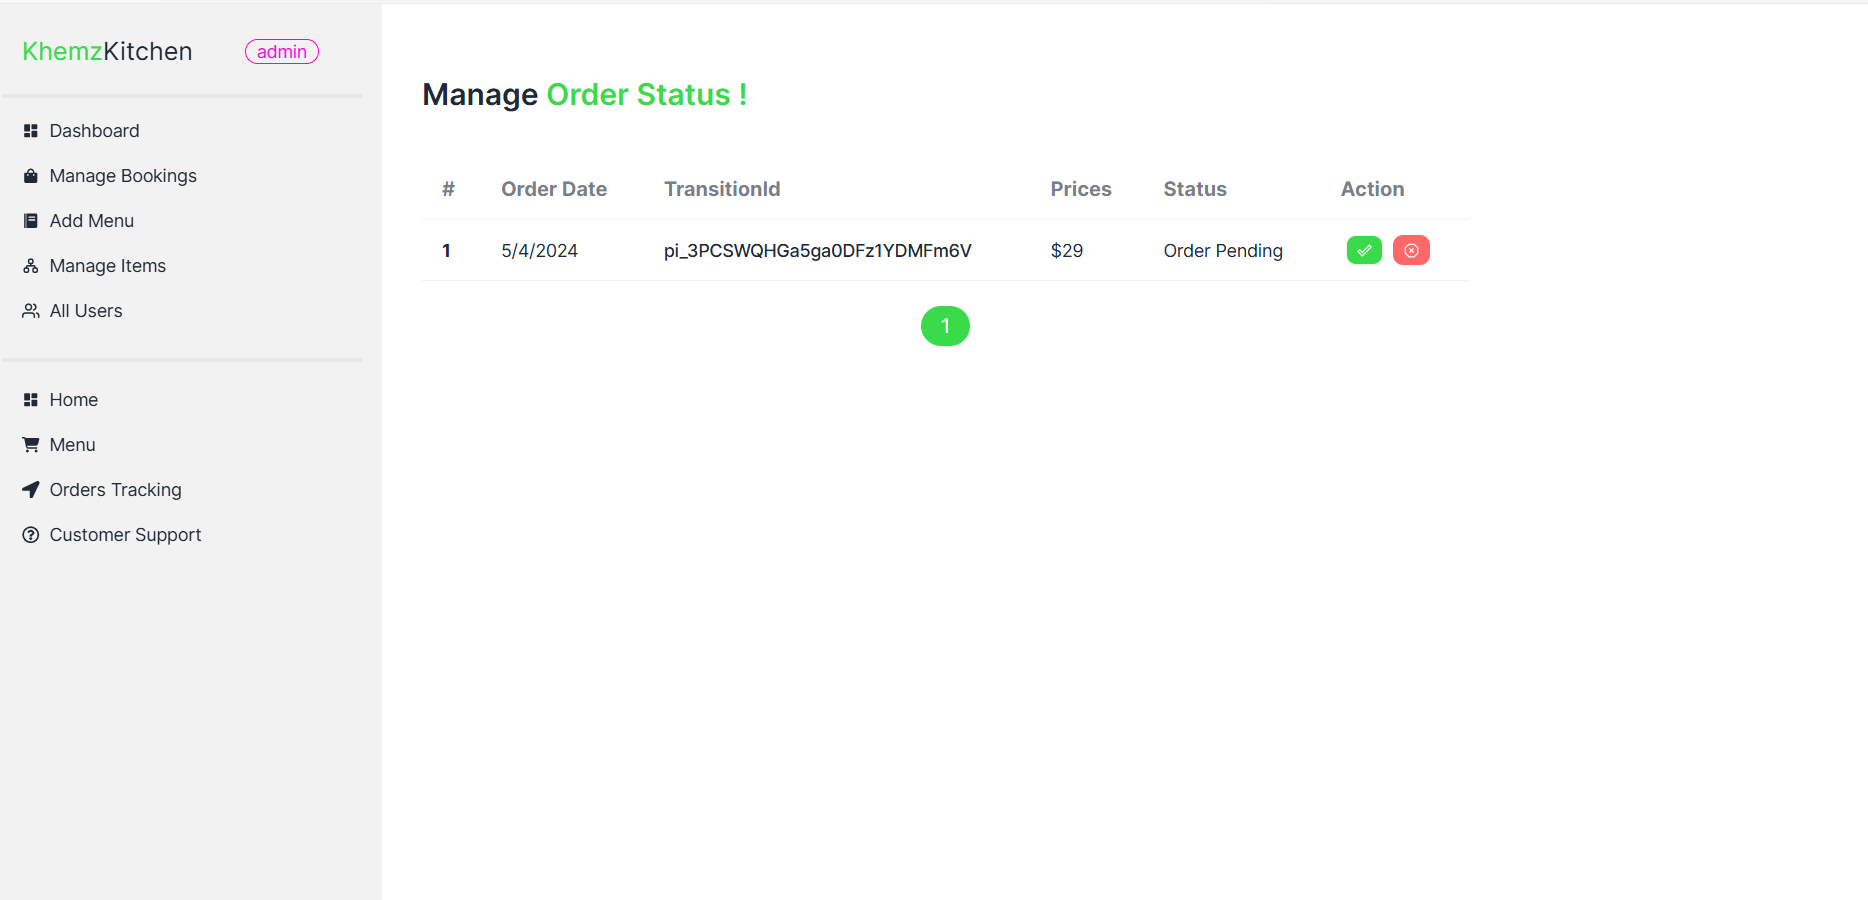 KhemzKitchen admin
Dashboard
Manage Bookings
Add Menu
Manage Items
All Users
Home
Menu
Orders Tracking
Customer Support
Manage Order Status !
# Order Date TransitionId Prices Status Action
1 5/4/2024 pi_3PCSWQHGa5ga0DFz1YDMFm6V $29 Order Pending
1